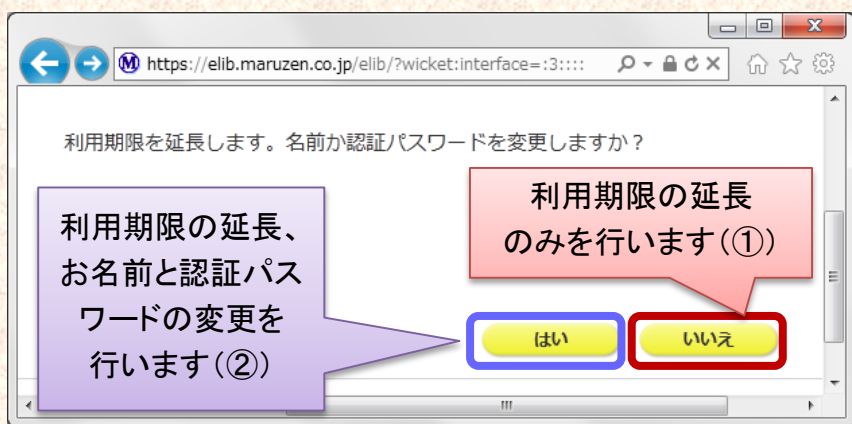 https://elib.maruzen.co.jp/elib/?wicket:interface=:3::::
利用期限を延長します。名前か認証パスワードを変更しますか？
利用期限の延長
のみを行います(①)
利用期限の延長、
お名前と認証パス
ワードの変更を
行います(②)
はい
いいえ